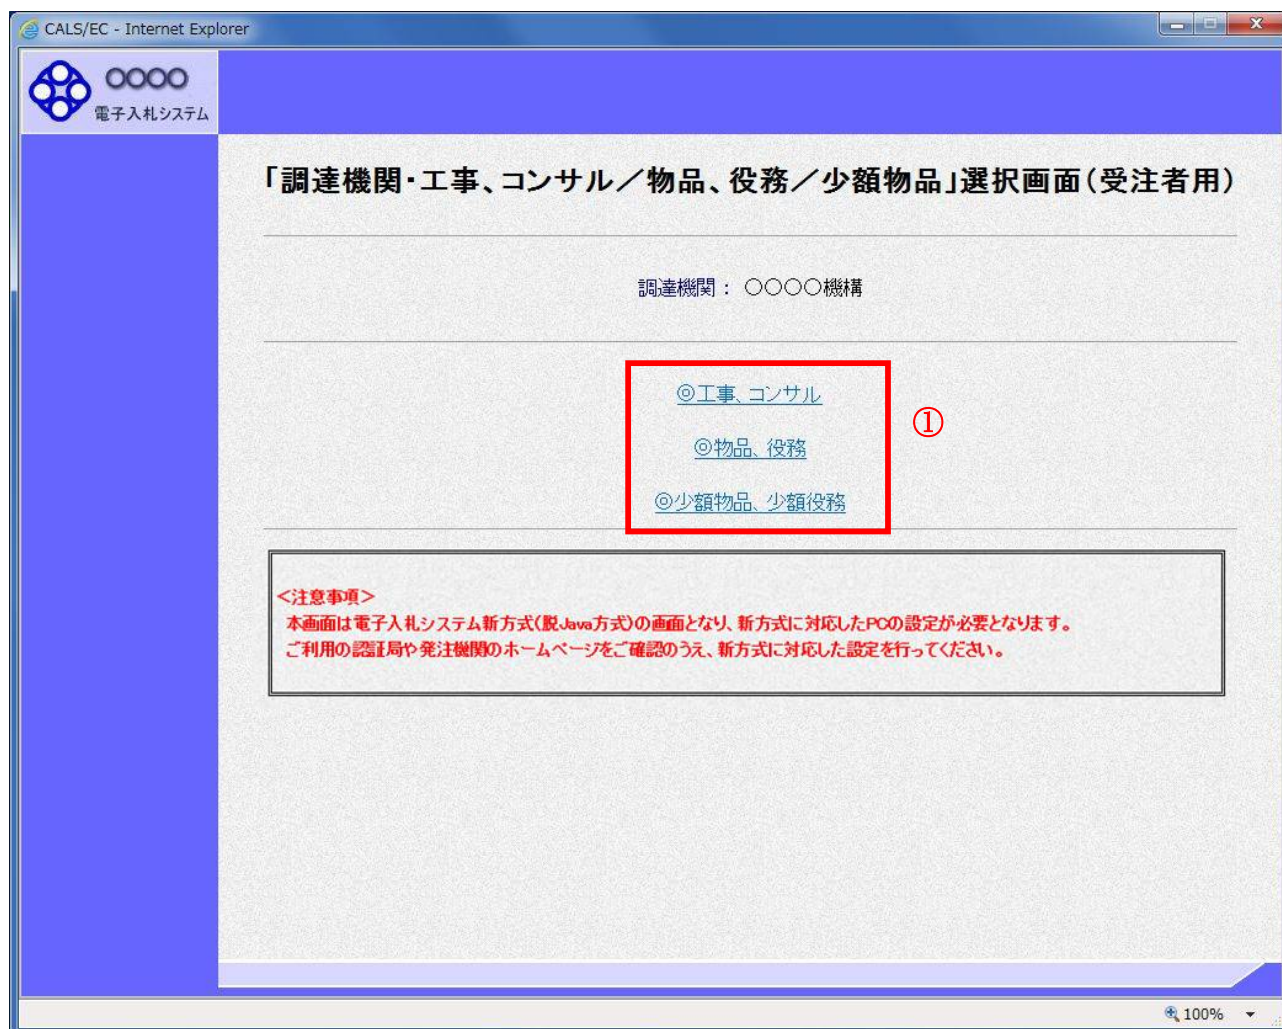 CALS/EC - Internet Explorer
○○○○
電子入札システム
「調達機関・工事、コンサル／物品、役務／少額物品」選択画面（受注者用）
調達機関： ○○○○機構
◎工事、コンサル
①
◎物品、役務
◎少額物品、少額役務
＜注意事項＞
本画面は電子入札システム新方式(脱Java方式)の画面となり、新方式に対応したPCの設定が必要となります。
ご利用の認証局や発注機関のホームページをご確認のうえ、新方式に対応した設定を行ってください。
100%